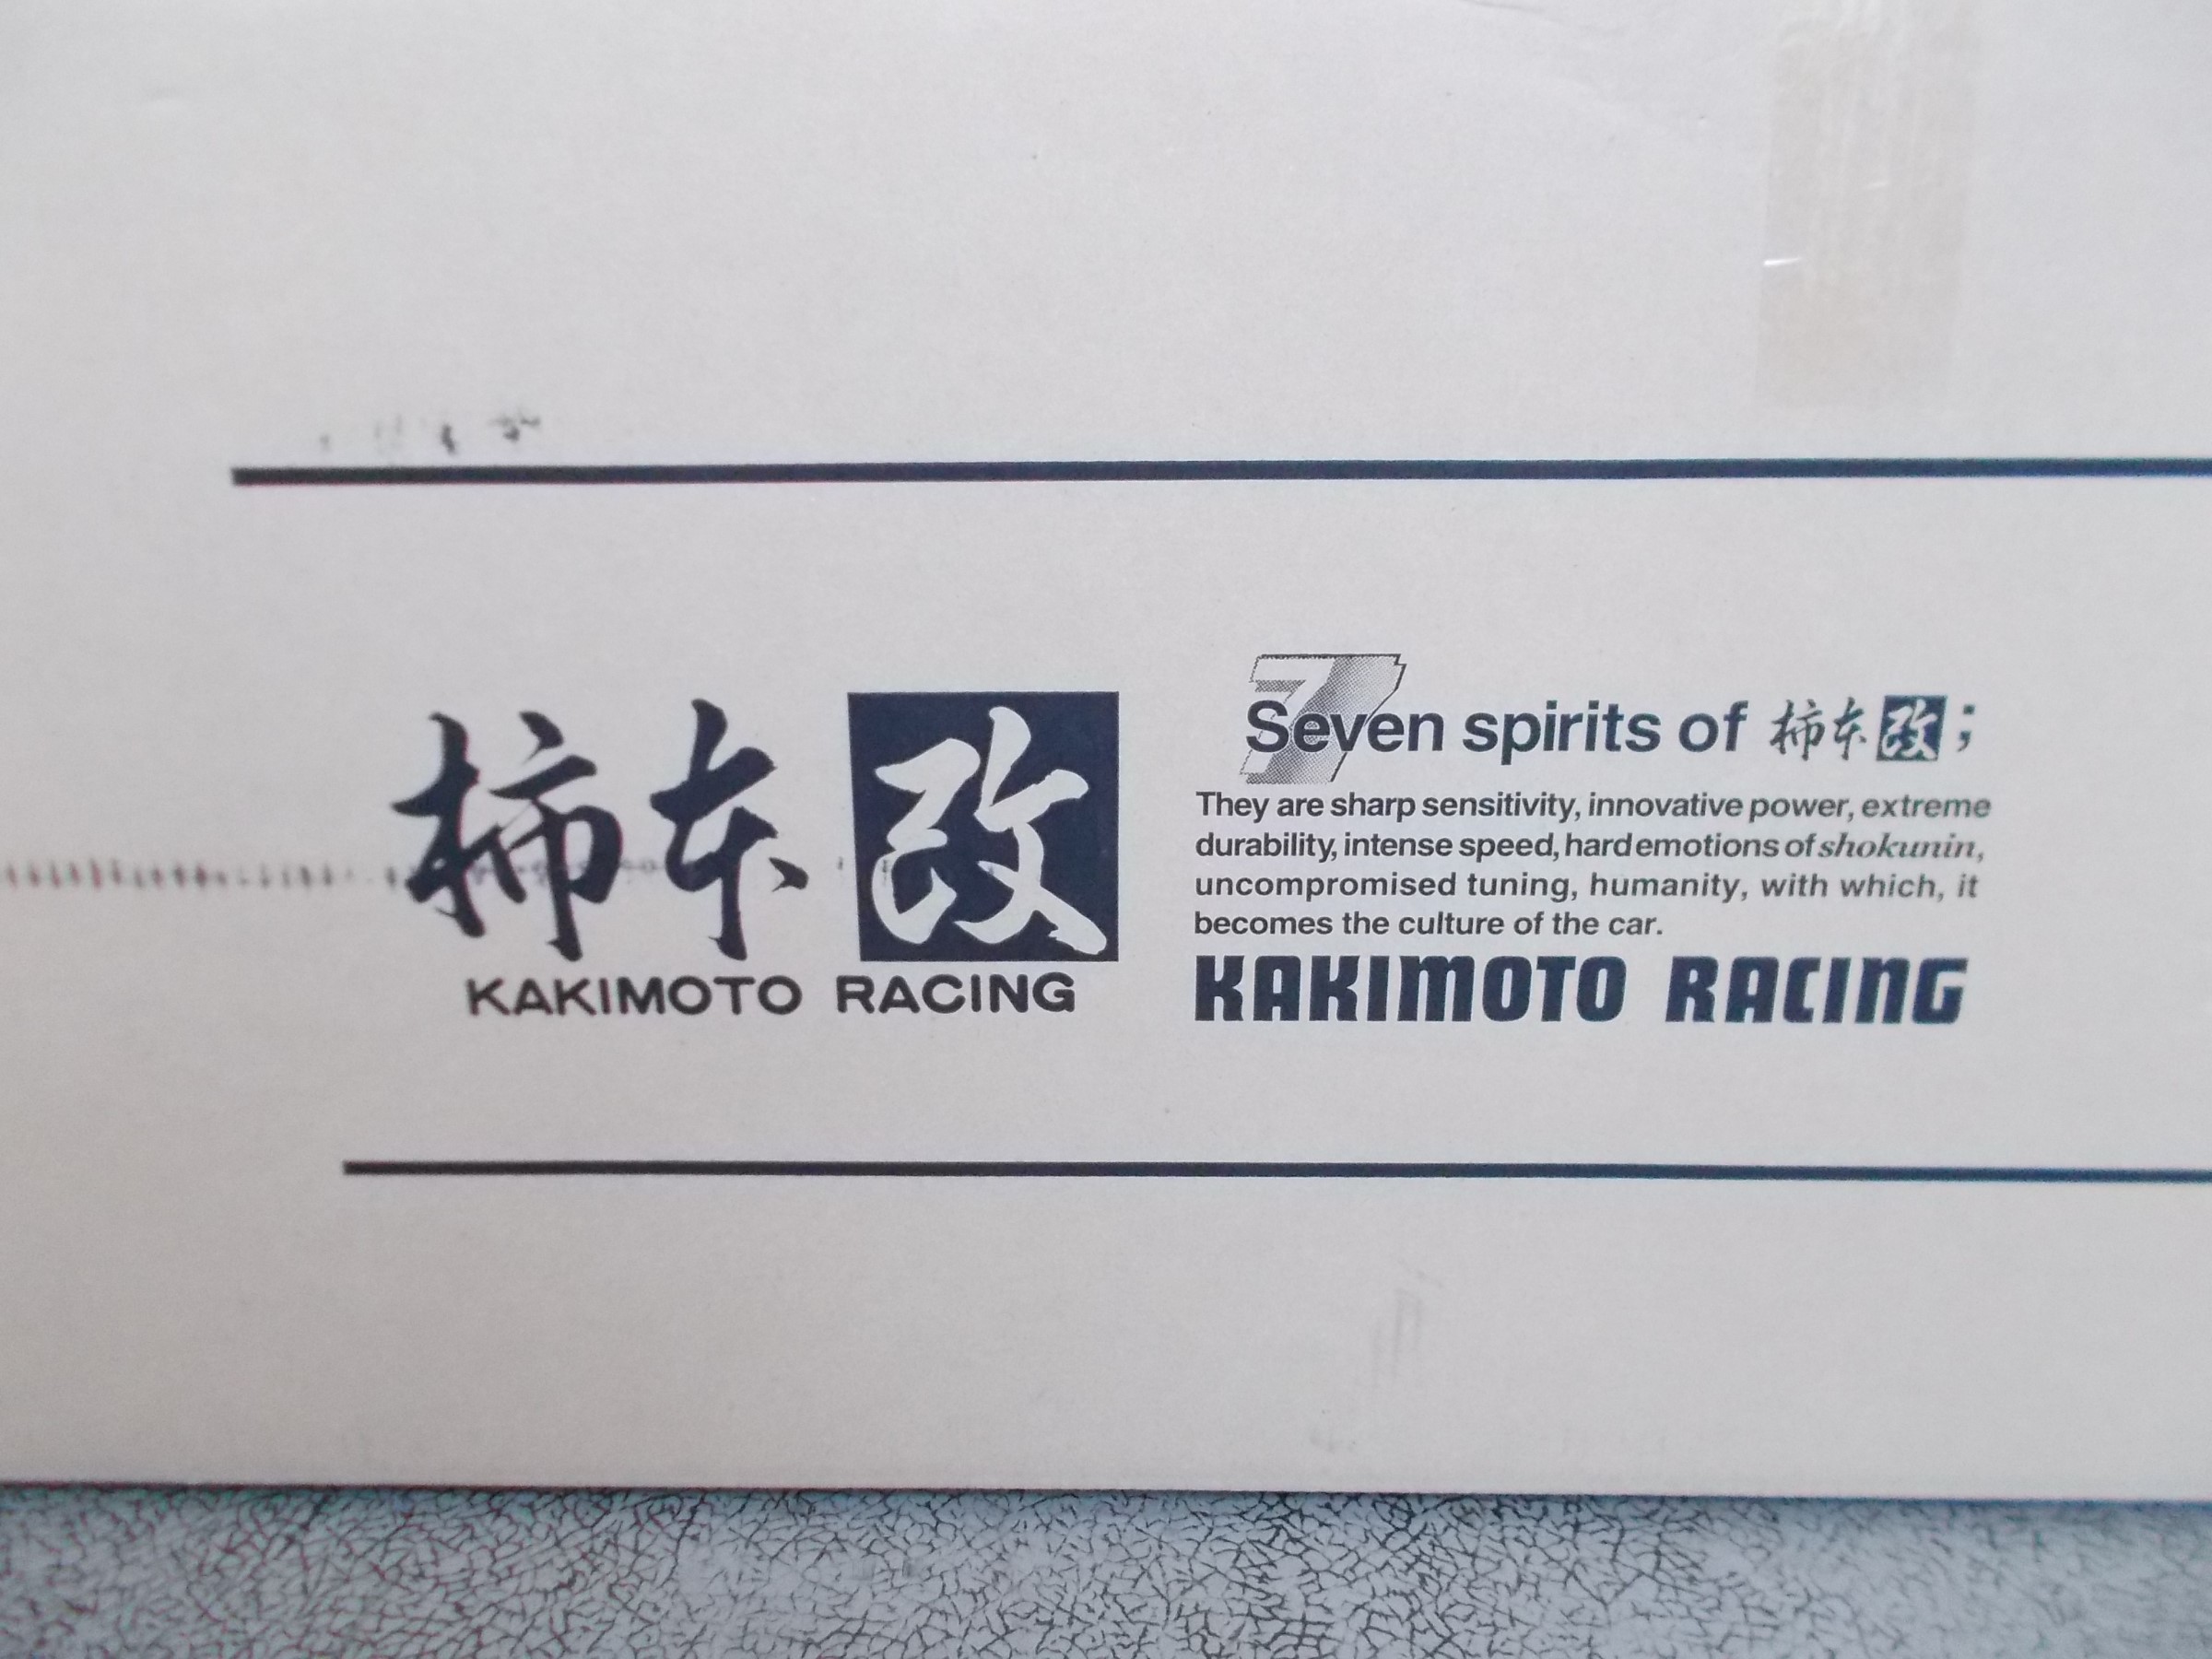 柿本改
KAKIMOTO RACING
7
Seven spirits of 柿本改;
They are sharp sensitivity, innovative power, extreme
durability, intense speed, hard emotions of shokunin,
uncompromised tuning, humanity, with which, it
becomes the culture of the car.
KAKIMOTO RACING